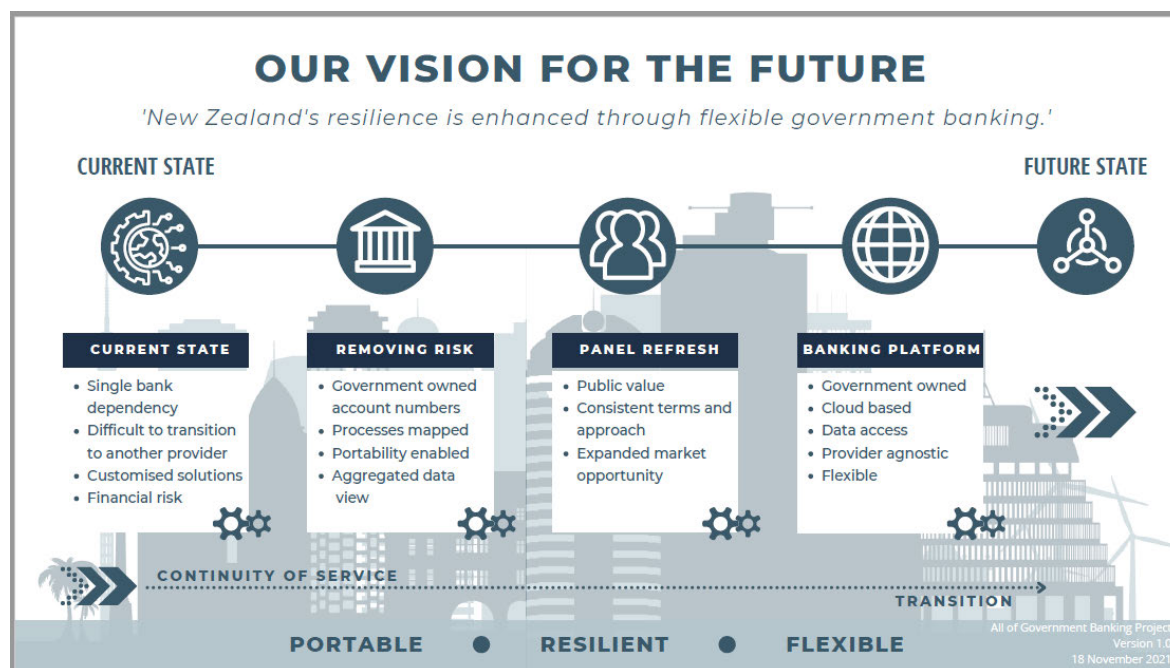 OUR VISION FOR THE FUTURE
'New Zealand's resilience is enhanced through flexible government banking.'
CURRENT STATE
FUTURE STATE
CURRENT STATE
• Single bank
dependency
• Difficult to transition
to another provider
• Customised solutions
• Financial risk
REMOVING RISK
• Government owned
account numbers
• Processes mapped
• Portability enabled
• Aggregated data
view
PANEL REFRESH
• Public value
• Consistent terms and
approach
• Expanded market
opportunity
BANKING PLATFORM
• Government owned
• Cloud based
• Data access
• Provider agnostic
• Flexible
CONTINUITY OF SERVICE
TRANSITION
PORTABLE ● RESILIENT ● FLEXIBLE
All of Government Banking Project
Version 1.0
18 November 2021